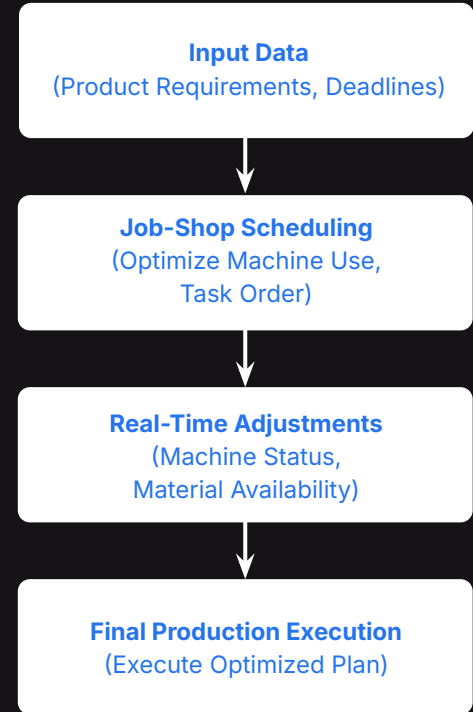 Input Data
(Product Requirements, Deadlines)
Job-Shop Scheduling
(Optimize Machine Use,
Task Order)
Real-Time Adjustments
(Machine Status,
Material Availability)
Final Production Execution
(Execute Optimized Plan)